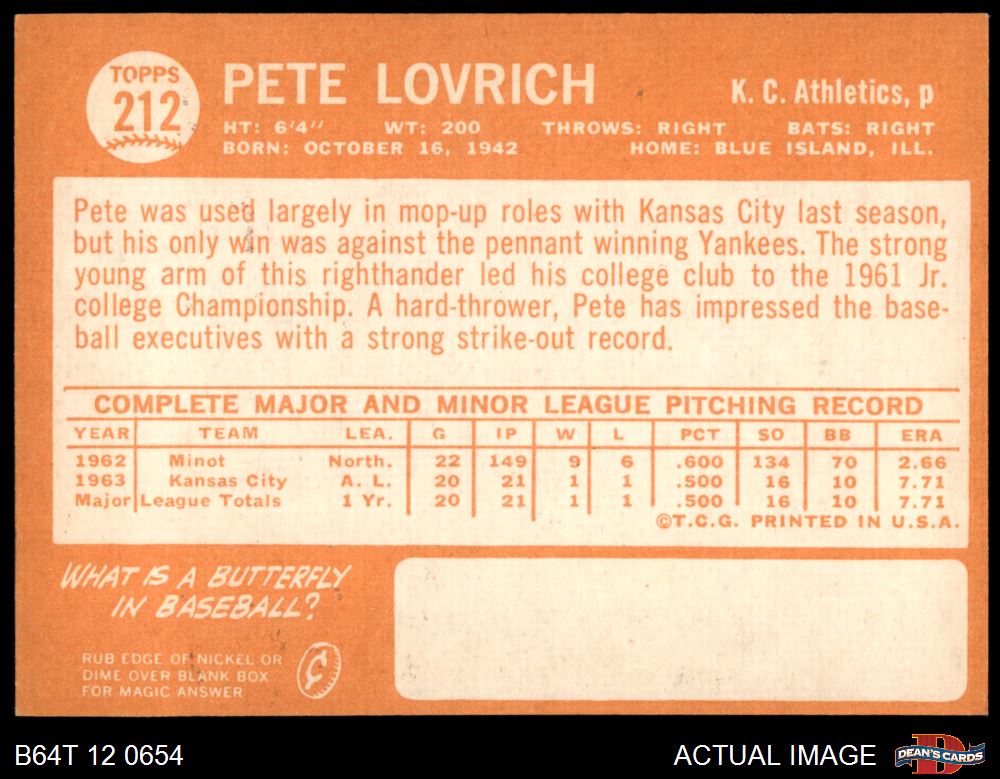 TOPPS
212
PETE LOVRICH
K. C. Athletics, p
HT: 6'4" WT: 200 THROWS: RIGHT BATS: RIGHT
BORN: OCTOBER 16, 1942 HOME: BLUE ISLAND, ILL.
Pete was used largely in mop-up roles with Kansas City last season,
but his only win was against the pennant winning Yankees. The strong
young arm of this righthander led his college club to the 1961 Jr.
college Championship. A hard-thrower, Pete has impressed the base-
ball executives with a strong strike-out record.
COMPLETE MAJOR AND MINOR LEAGUE PITCHING RECORD
YEAR TEAM LEA. G IP W L PCT SO BB ERA
1962 Minot North. 22 149 9 6 .600 134 70 2.66
1963 Kansas City A. L. 20 21 1 1 .500 16 10 7.71
Major League Totals 1 Yr. 20 21 1 1 .500 16 10 7.71
©T.C.G. PRINTED IN U.S.A.
WHAT IS A BUTTERFLY
IN BASEBALL?
RUB EDGE OF NICKEL OR
DIME OVER BLANK BOX
FOR MAGIC ANSWER
¢
B64T 12 0654
ACTUAL IMAGE
D
DEAN'S CARDS